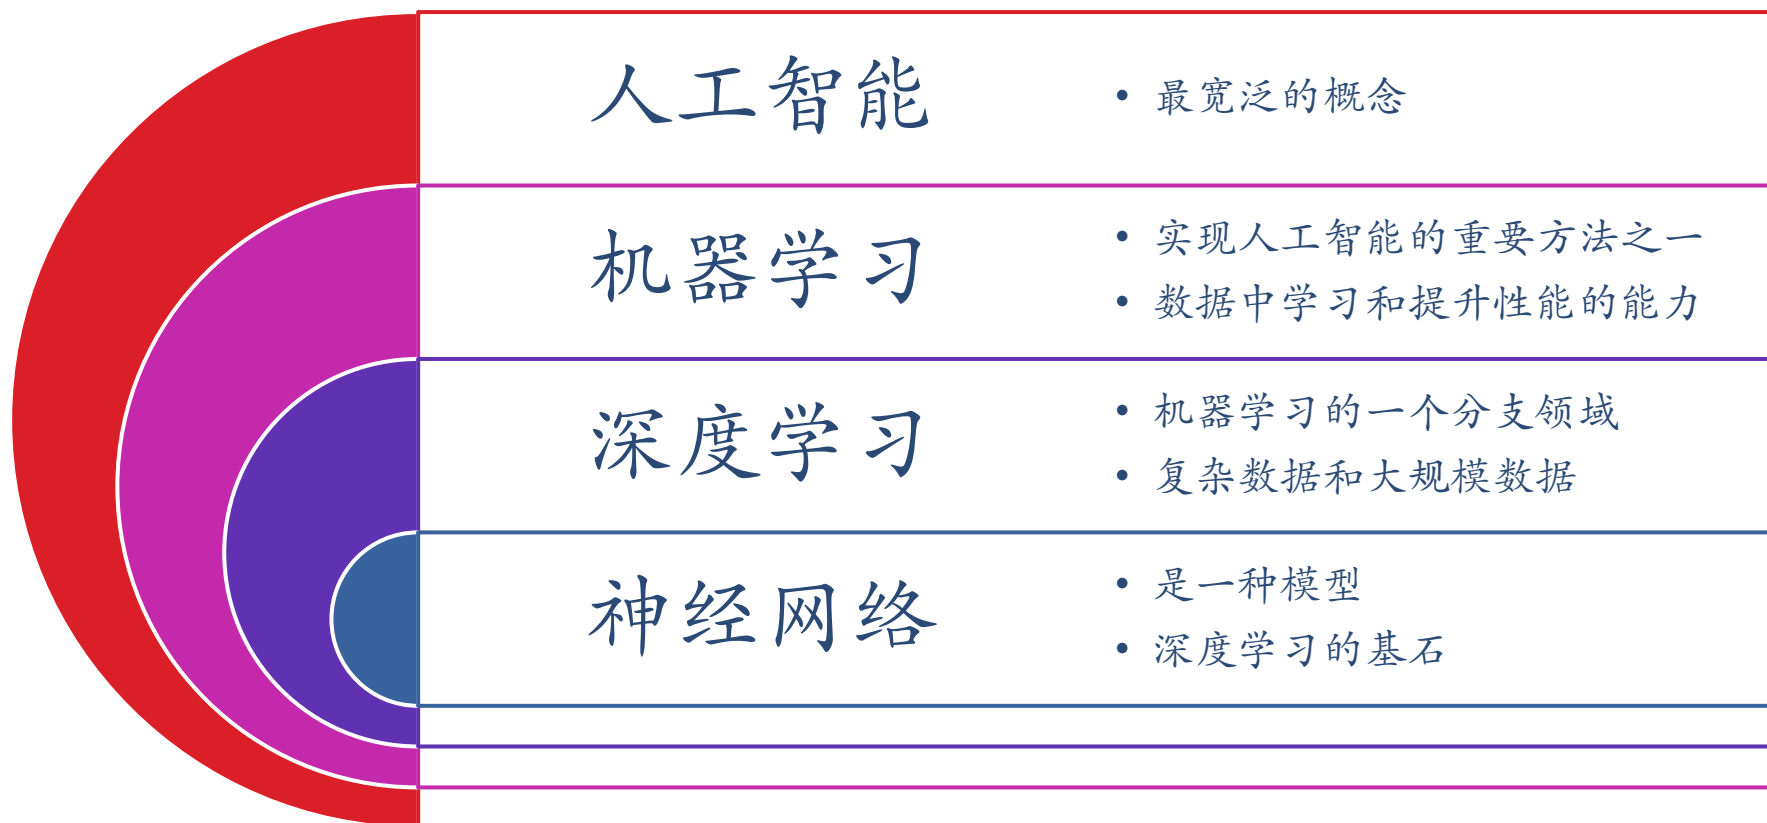 人工智能
• 最宽泛的概念
机器学习
• 实现人工智能的重要方法之一
• 数据中学习和提升性能的能力
深度学习
• 机器学习的一个分支领域
• 复杂数据和大规模数据
神经网络
• 是一种模型
• 深度学习的基石